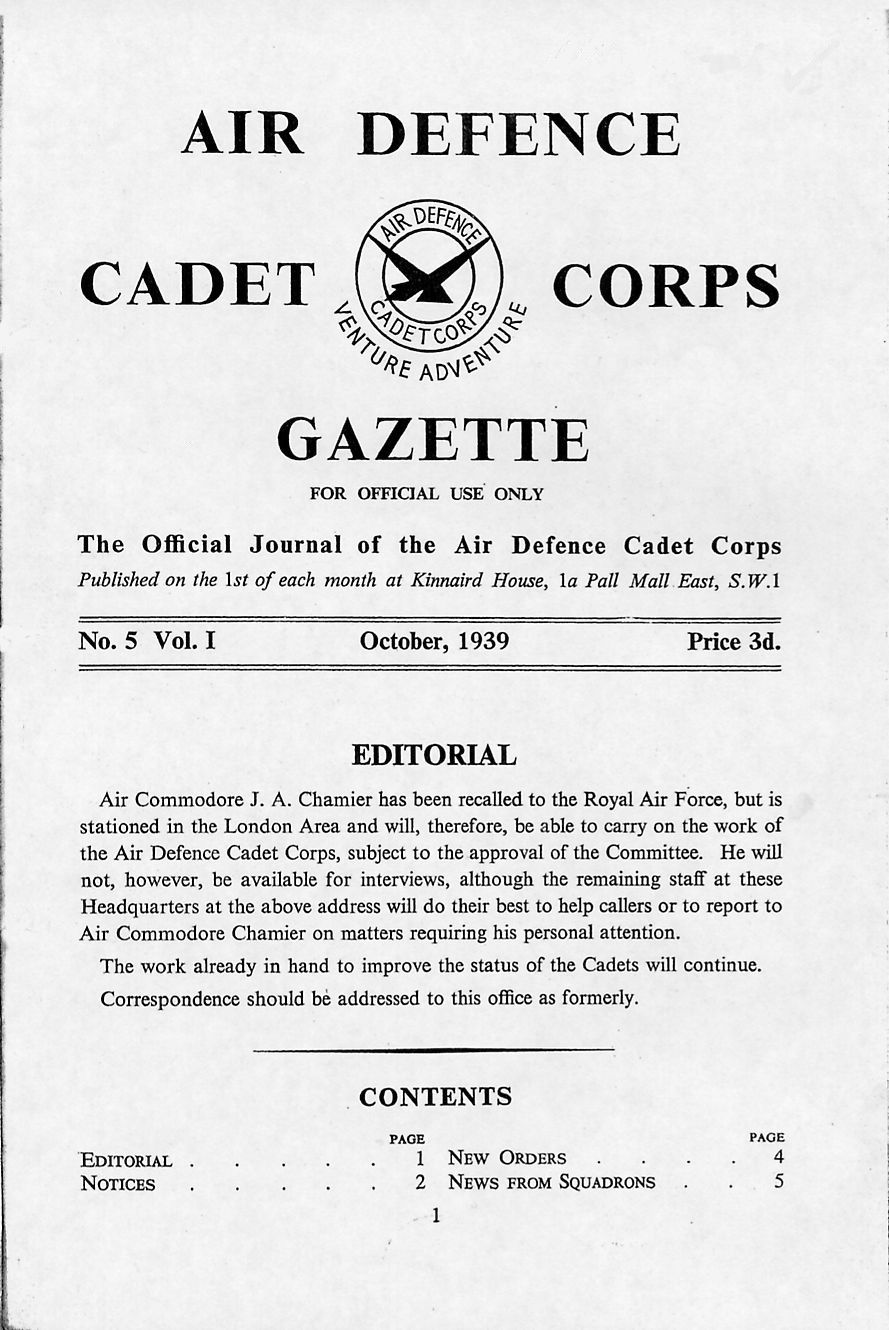 AIR DEFENCE
AIR DEFENCE
CADET CORPS
VENTURE ADVENTURE
CADET CORPS
GAZETTE
FOR OFFICIAL USE ONLY
The Official Journal of the Air Defence Cadet Corps
Published on the 1st of each month at Kinnaird House, 1a Pall Mall East, S.W.1
No. 5 Vol. I October, 1939 Price 3d.
EDITORIAL
Air Commodore J. A. Chamier has been recalled to the Royal Air Force, but is
stationed in the London Area and will, therefore, be able to carry on the work of
the Air Defence Cadet Corps, subject to the approval of the Committee. He will
not, however, be available for interviews, although the remaining staff at these
Headquarters at the above address will do their best to help callers or to report to
Air Commodore Chamier on matters requiring his personal attention.
The work already in hand to improve the status of the Cadets will continue.
Correspondence should be addressed to this office as formerly.
CONTENTS
PAGE PAGE
EDITORIAL . . . . . 1 NEW ORDERS . . . . 4
NOTICES . . . . . 2 NEWS FROM SQUADRONS . . 5
1